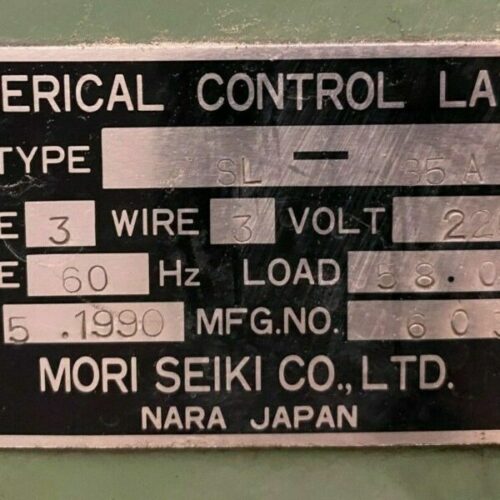 ERICAL CONTROL LA
TYPE SL - 35 A
E 3 WIRE 3 VOLT 22
E 60 Hz LOAD 58.0
5.1990 MFG.NO. 603
MORI SEIKI CO., LTD.
NARA JAPAN